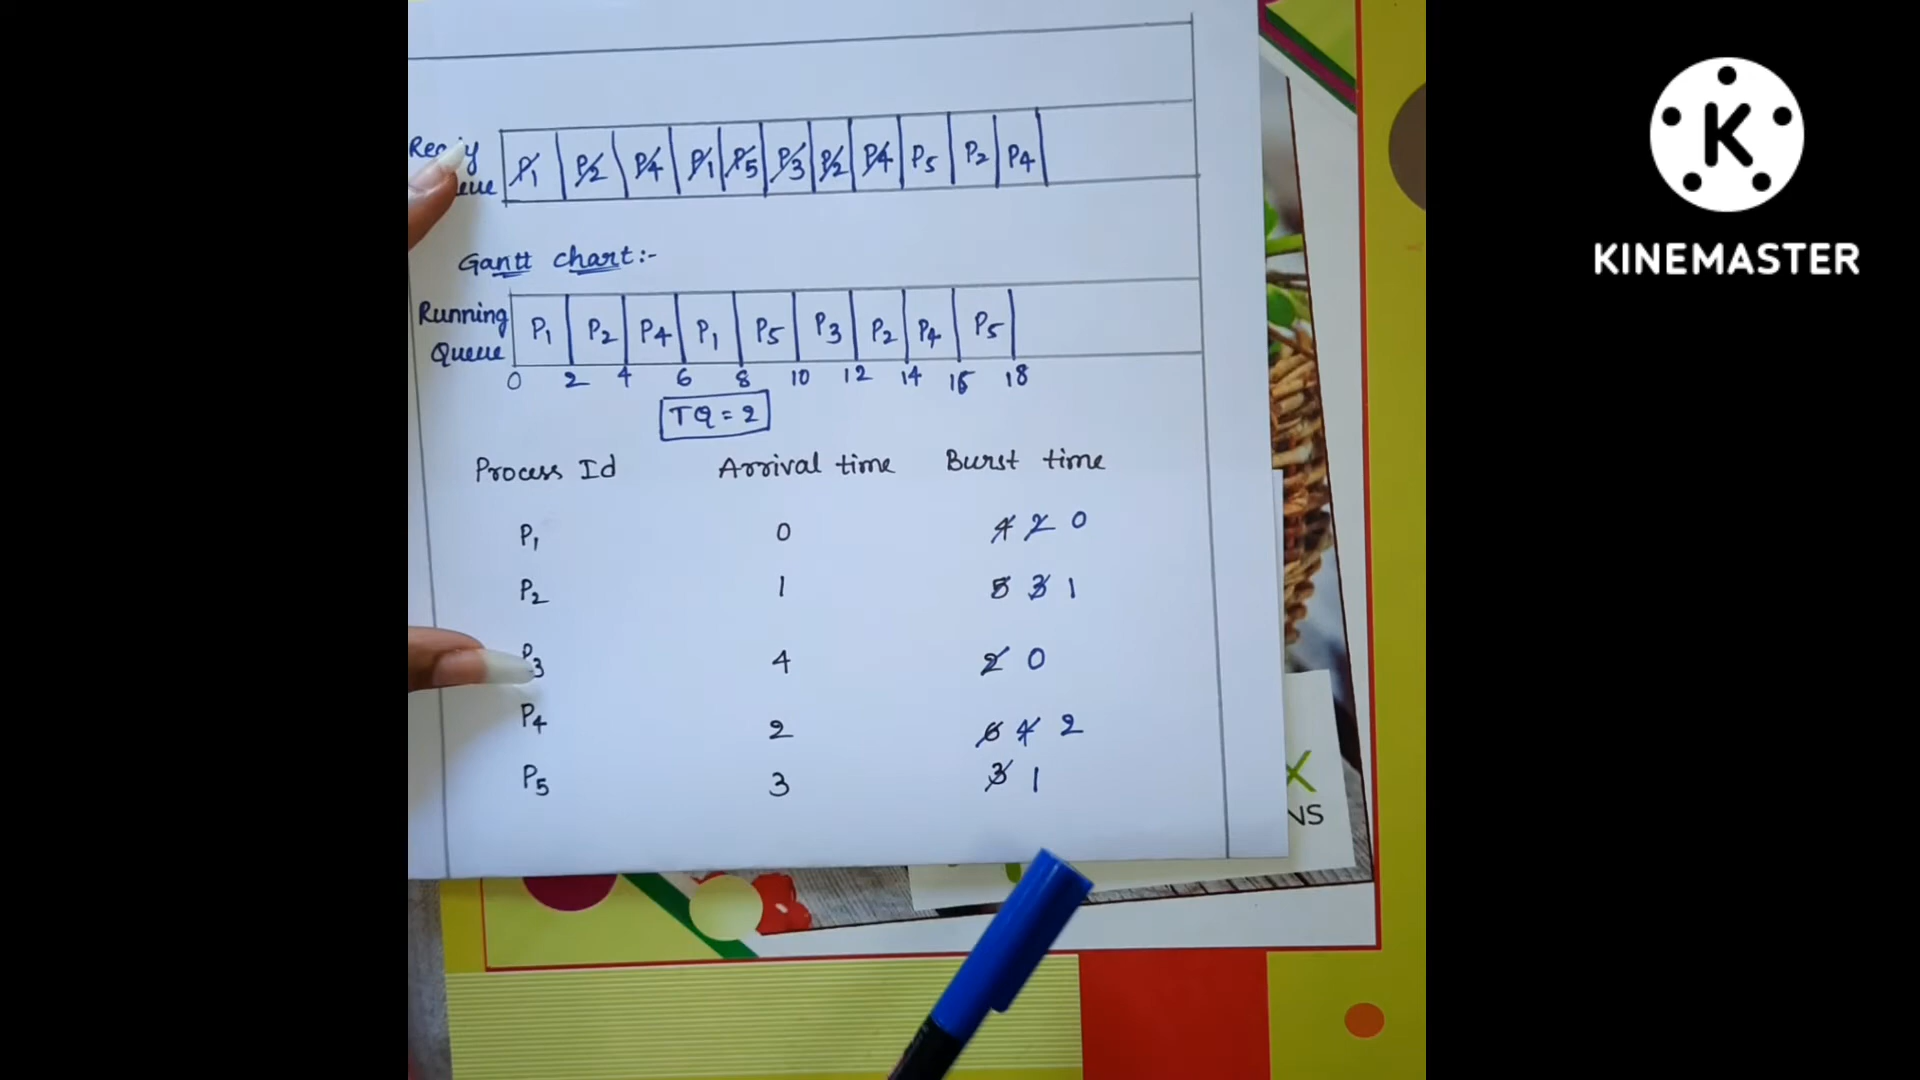 P1 P2 P4 P1 P5 P3 P2 P4 P5 P2 P4
Queue
Gantt chart:-
Running
Queue
P1 P2 P4 P1 P5 P3 P2 P4 P5
0 2 4 6 8 10 12 14 16 18
TQ = 2
Process Id Arrival time Burst time
P1 0 4 2 0
P2 1 5 3 1
P3 4 2 0
P4 2 6 4 2
P5 3 3 1
K
KINEMASTER